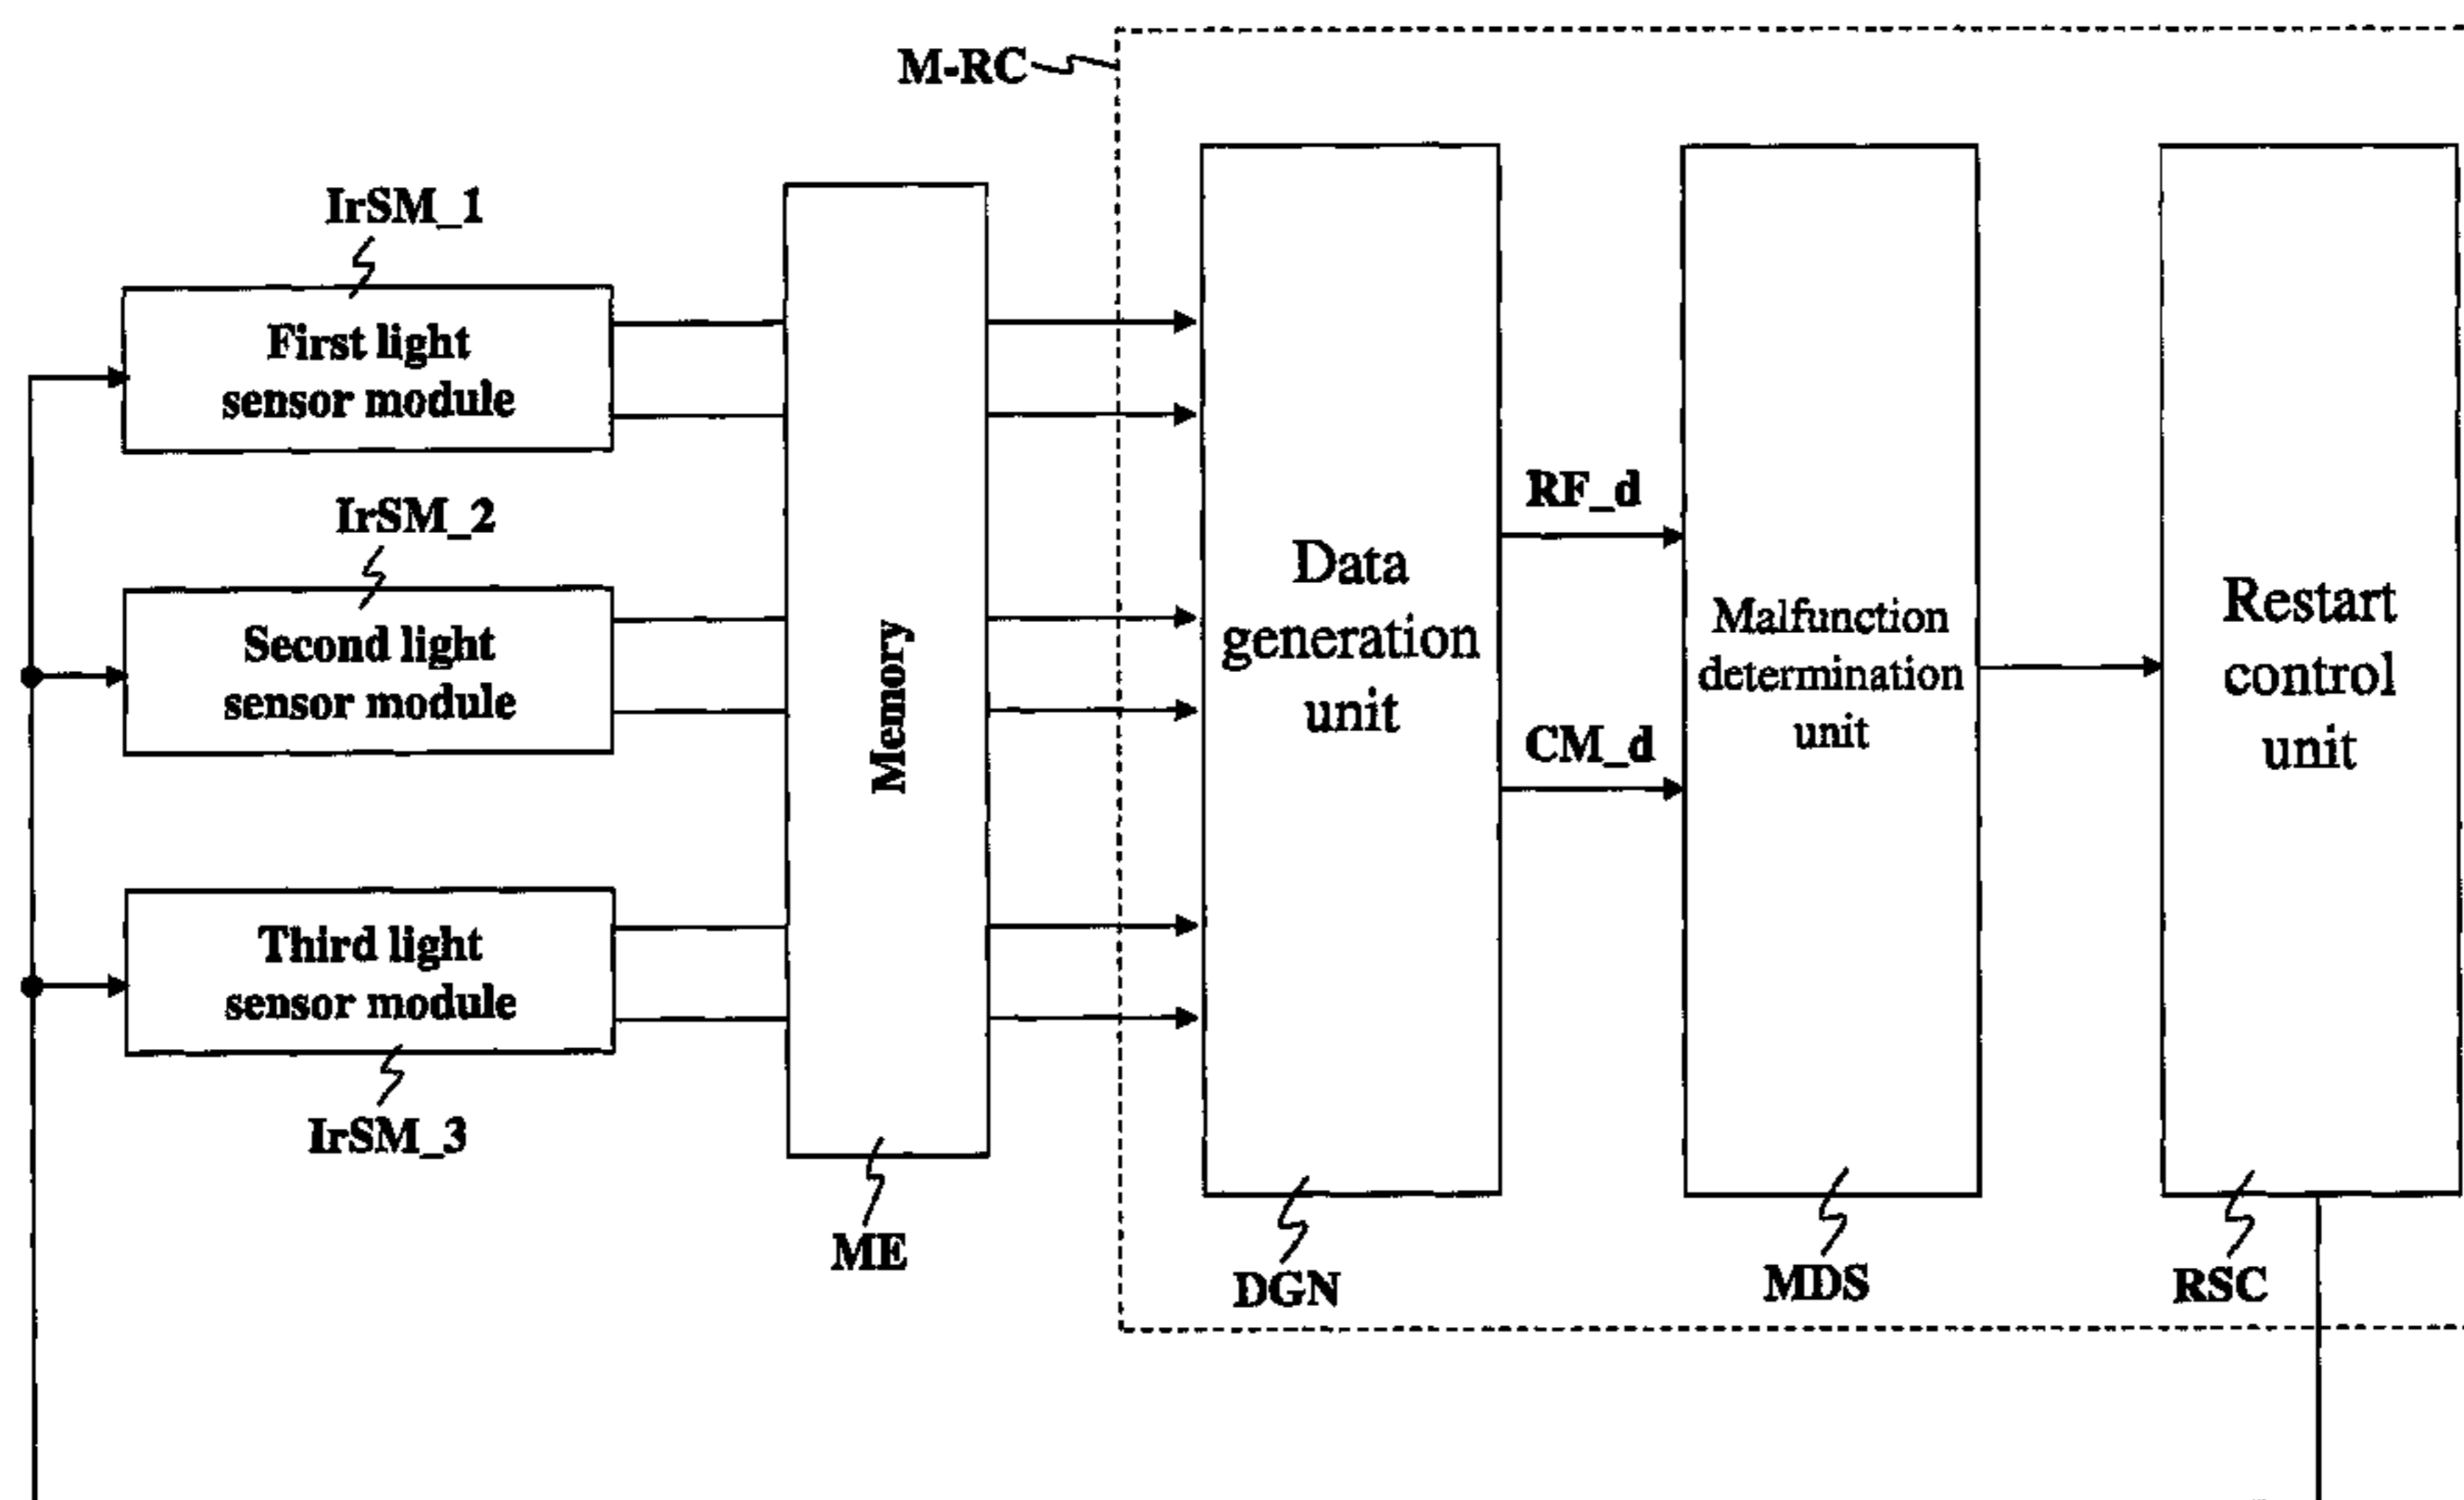 M-RC
IrSM_1
First light
sensor module
IrSM_2
Second light
sensor module
Third light
sensor module
IrSM_3
Memory
ME
Data
generation
unit
DGN
RF_d
CM_d
Malfunction
determination
unit
MDS
Restart
control
unit
RSC